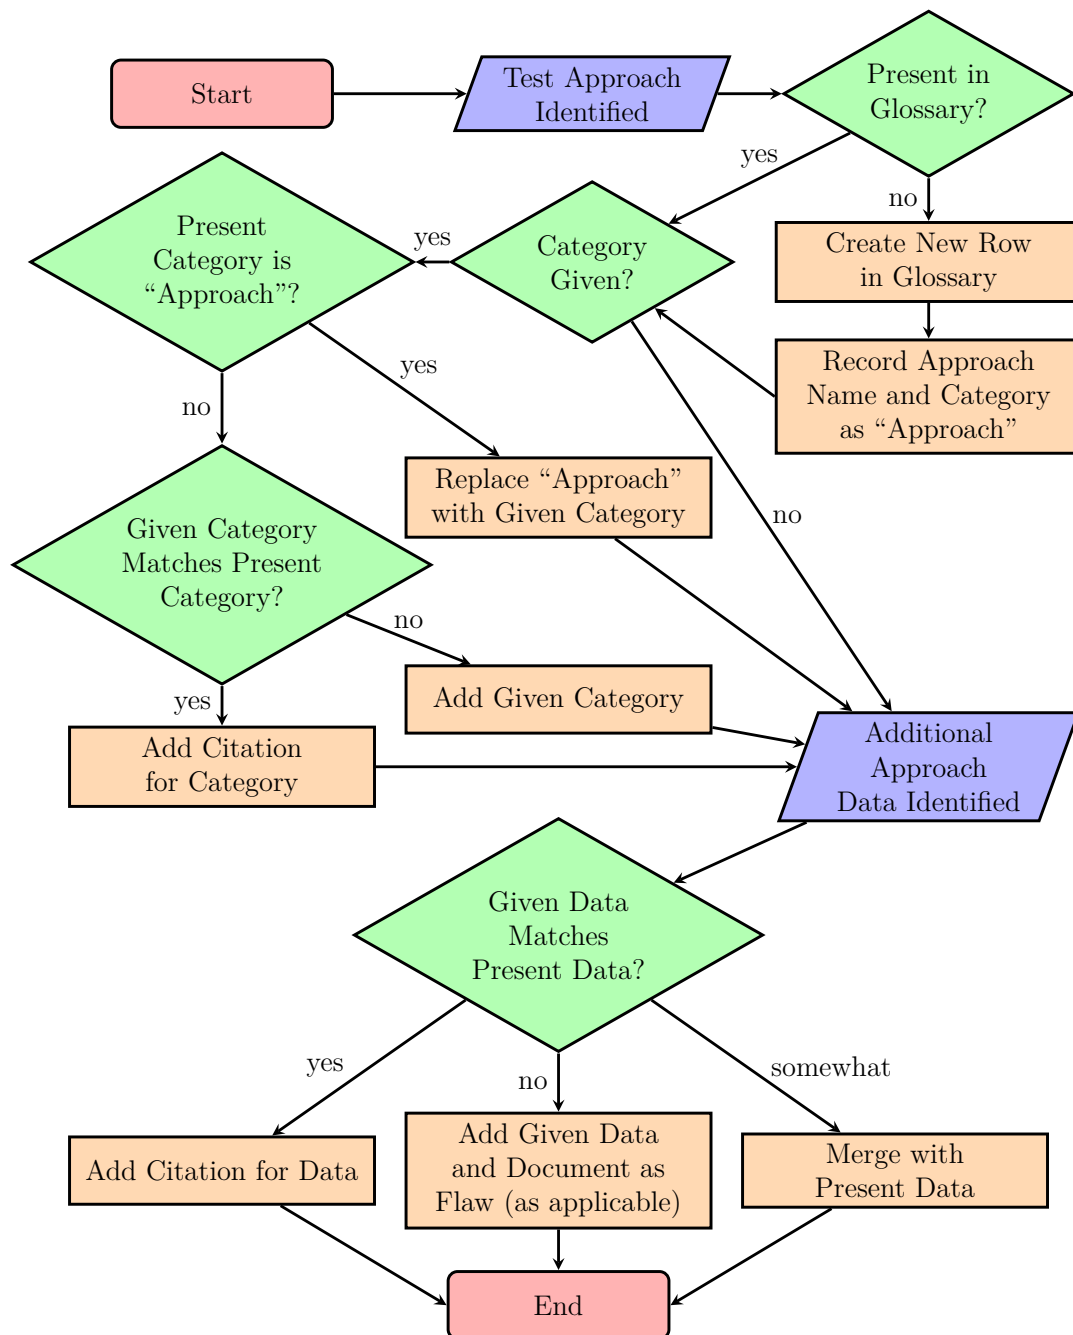 Start
Test Approach
Identified
Present in
Glossary?
yes
no
Present
Category is
“Approach”?
yes
Category
Given?
Create New Row
in Glossary
Record Approach
Name and Category
as “Approach”
yes
no
Replace “Approach”
with Given Category
no
Given Category
Matches Present
Category?
no
Add Given Category
yes
Add Citation
for Category
Additional
Approach
Data Identified
Given Data
Matches
Present Data?
yes
no
somewhat
Add Citation for Data
Add Given Data
and Document as
Flaw (as applicable)
Merge with
Present Data
End